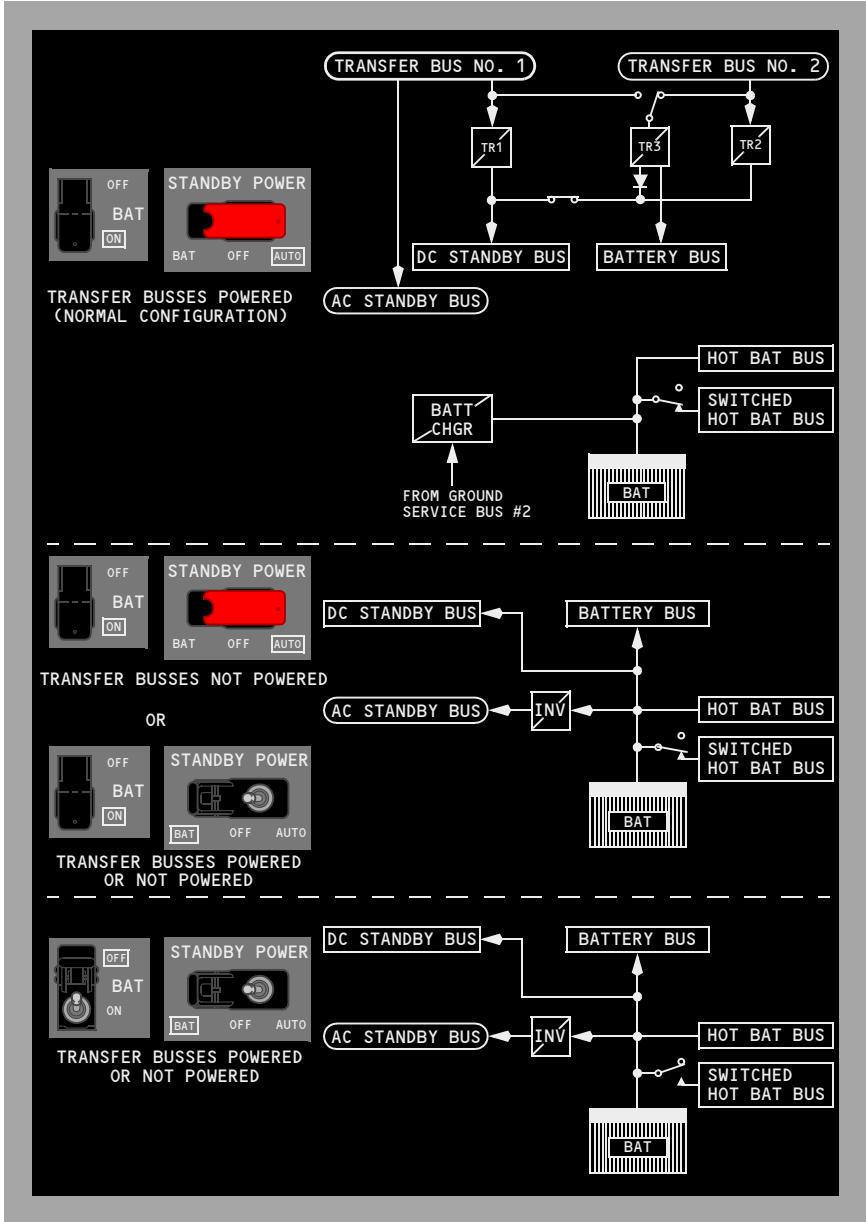 TRANSFER BUS NO. 1
TRANSFER BUS NO. 2
TR1
TR3
TR2
OFF
BAT
ON
STANDBY POWER
BAT OFF AUTO
DC STANDBY BUS
BATTERY BUS
TRANSFER BUSSES POWERED
(NORMAL CONFIGURATION)
AC STANDBY BUS
HOT BAT BUS
SWITCHED
HOT BAT BUS
BATT
CHGR
BAT
FROM GROUND
SERVICE BUS #2
OFF
BAT
ON
STANDBY POWER
BAT OFF AUTO
TRANSFER BUSSES NOT POWERED
OR
OFF
BAT
ON
STANDBY POWER
BAT OFF AUTO
TRANSFER BUSSES POWERED
OR NOT POWERED
DC STANDBY BUS
BATTERY BUS
AC STANDBY BUS
INV
HOT BAT BUS
SWITCHED
HOT BAT BUS
BAT
OFF
BAT
ON
STANDBY POWER
BAT OFF AUTO
TRANSFER BUSSES POWERED
OR NOT POWERED
DC STANDBY BUS
BATTERY BUS
AC STANDBY BUS
INV
HOT BAT BUS
SWITCHED
HOT BAT BUS
BAT